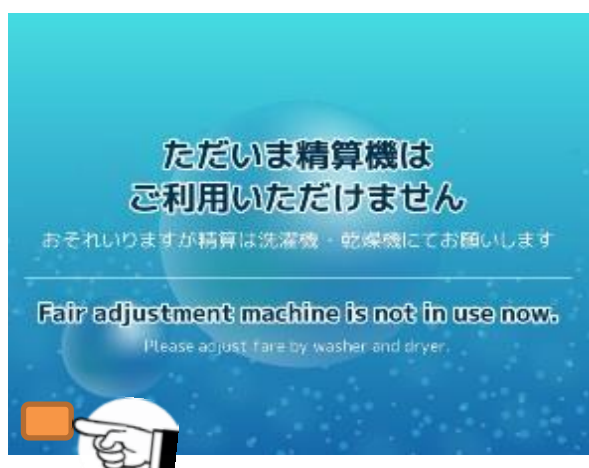 ただいま精算機は
ご利用いただけません
おそれいりますが精算は洗濯機・乾燥機にてお願いします
Fair adjustment machine is not in use now.
Please adjust fare by washer and dryer.